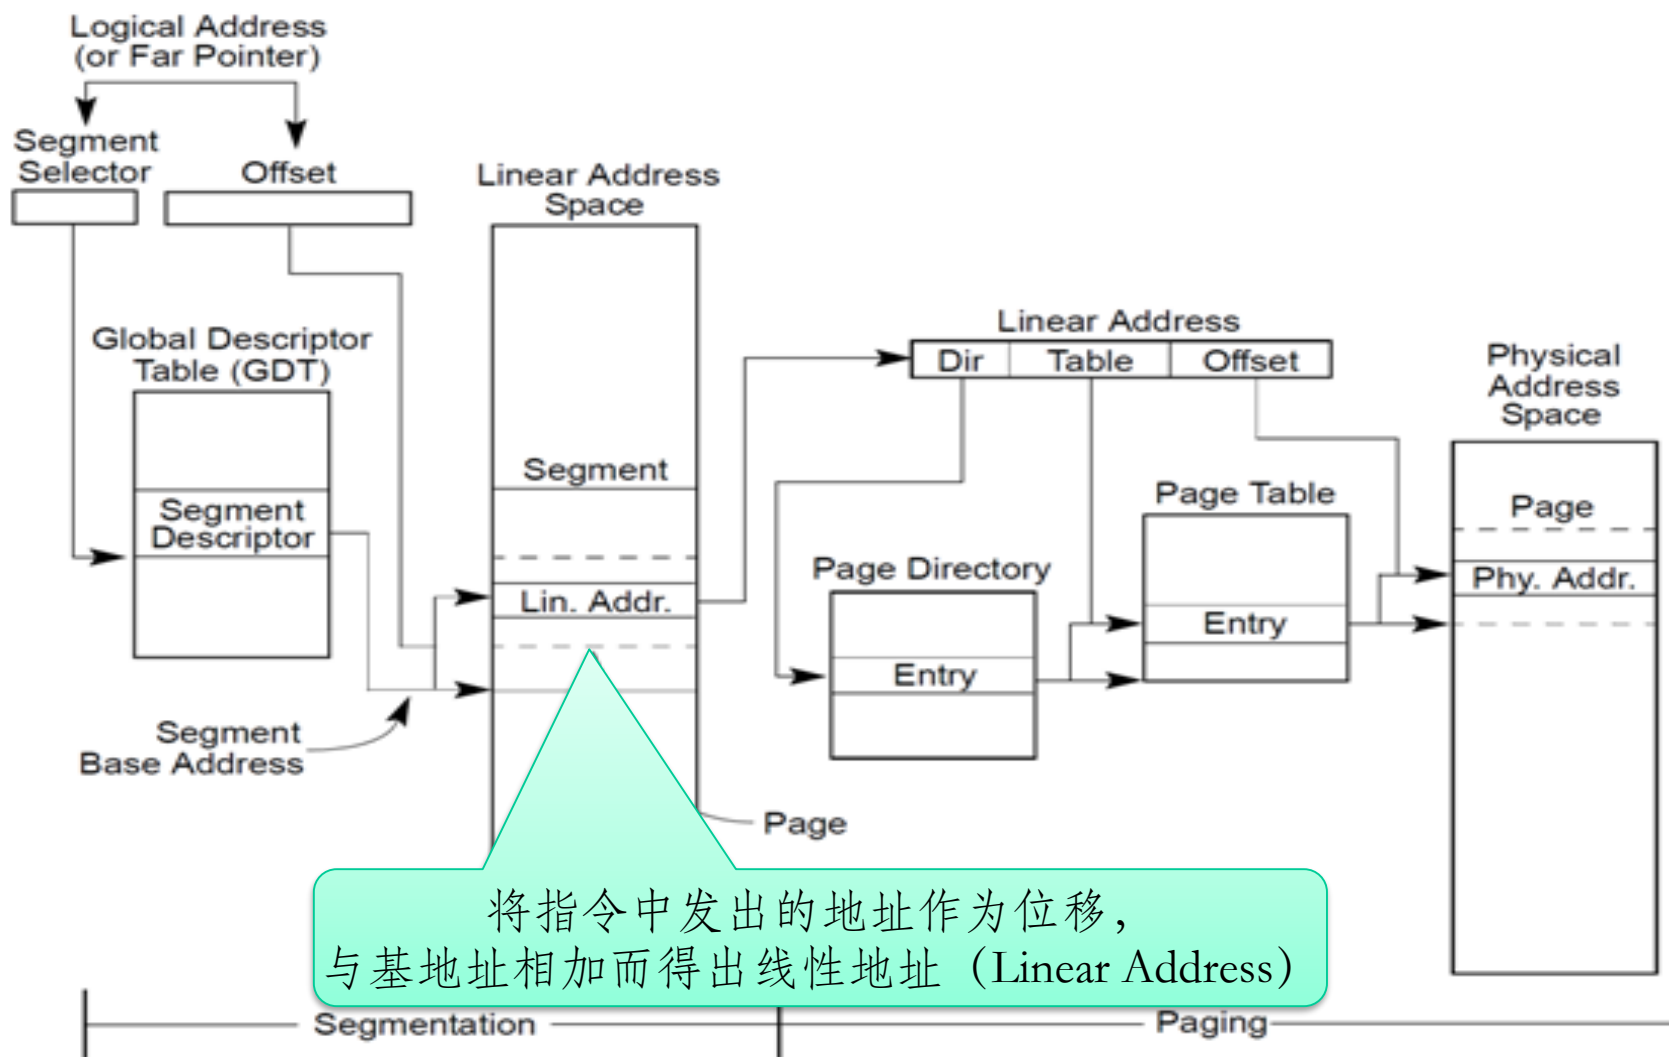 Logical Address
(or Far Pointer)
Segment
Selector
Offset
Linear Address
Space
Global Descriptor
Table (GDT)
Segment
Descriptor
Segment
Lin. Addr.
Segment
Base Address
Page
Linear Address
Dir
Table
Offset
Page Directory
Entry
Page Table
Entry
Physical
Address
Space
Page
Phy. Addr.
将指令中发出的地址作为位移，
与基地址相加而得出线性地址（Linear Address）
Segmentation
Paging